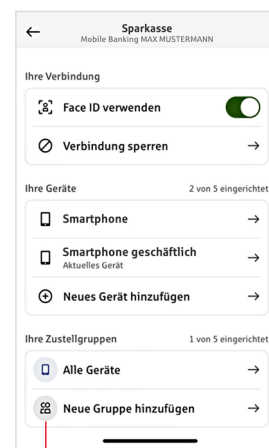 Sparkasse
Mobile Banking MAX MUSTERMANN
Ihre Verbindung
Face ID verwenden
Verbindung sperren
Ihre Geräte 2 von 5 eingerichtet
Smartphone
Smartphone geschäftlich
Aktuelles Gerät
Neues Gerät hinzufügen
Ihre Zustellgruppen 1 von 5 eingerichtet
Alle Geräte
Neue Gruppe hinzufügen